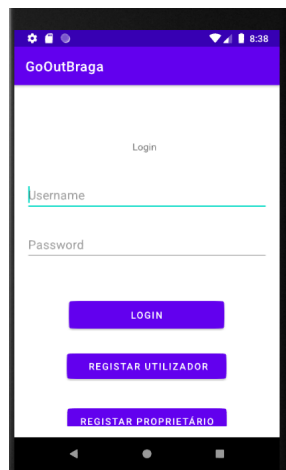 8:38
GoOutBraga
Login
Username
Password
LOGIN
REGISTAR UTILIZADOR
REGISTAR PROPRIETÁRIO